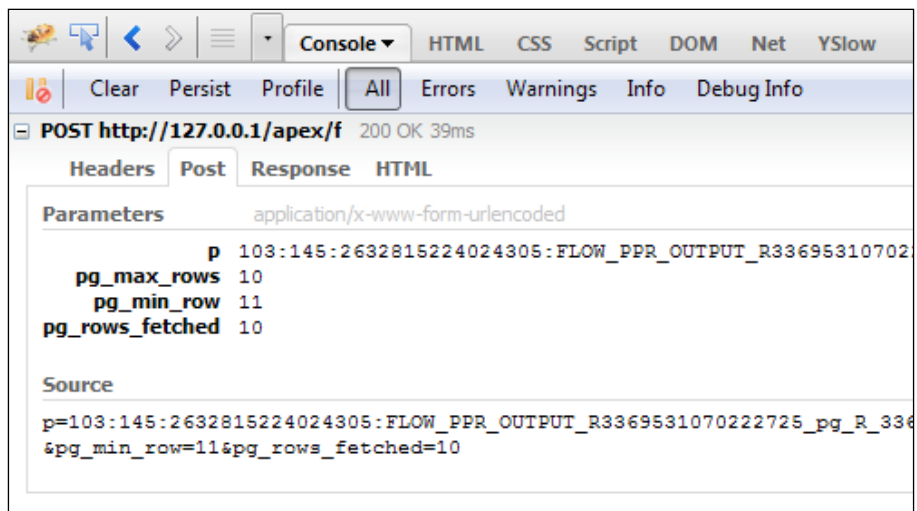 Console HTML CSS Script DOM Net YSlow
Clear Persist Profile All Errors Warnings Info Debug Info
POST http://127.0.0.1/apex/f 200 OK 39ms
Headers Post Response HTML
Parameters application/x-www-form-urlencoded
p 103:145:2632815224024305:FLOW_PPR_OUTPUT_R33695310702
pg_max_rows 10
pg_min_row 11
pg_rows_fetched 10
Source
p=103:145:2632815224024305:FLOW_PPR_OUTPUT_R3369531070222725_pg_R_336
&pg_min_row=11&pg_rows_fetched=10